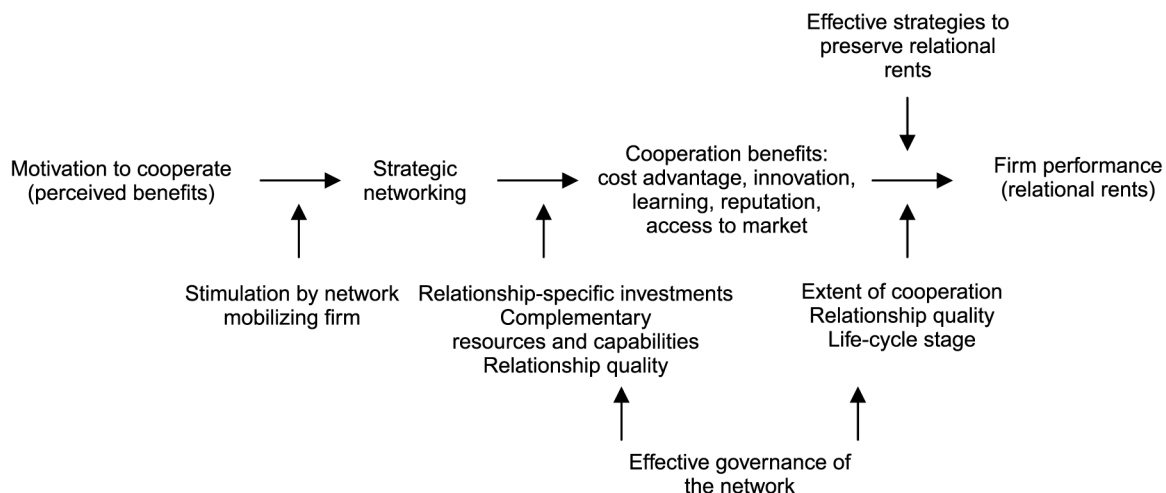 Effective strategies to
preserve relational
rents
Motivation to cooperate
(perceived benefits)
Strategic
networking
Cooperation benefits:
cost advantage, innovation,
learning, reputation,
access to market
Firm performance
(relational rents)
Stimulation by network
mobilizing firm
Relationship-specific investments
Complementary
resources and capabilities
Relationship quality
Extent of cooperation
Relationship quality
Life-cycle stage
Effective governance of
the network